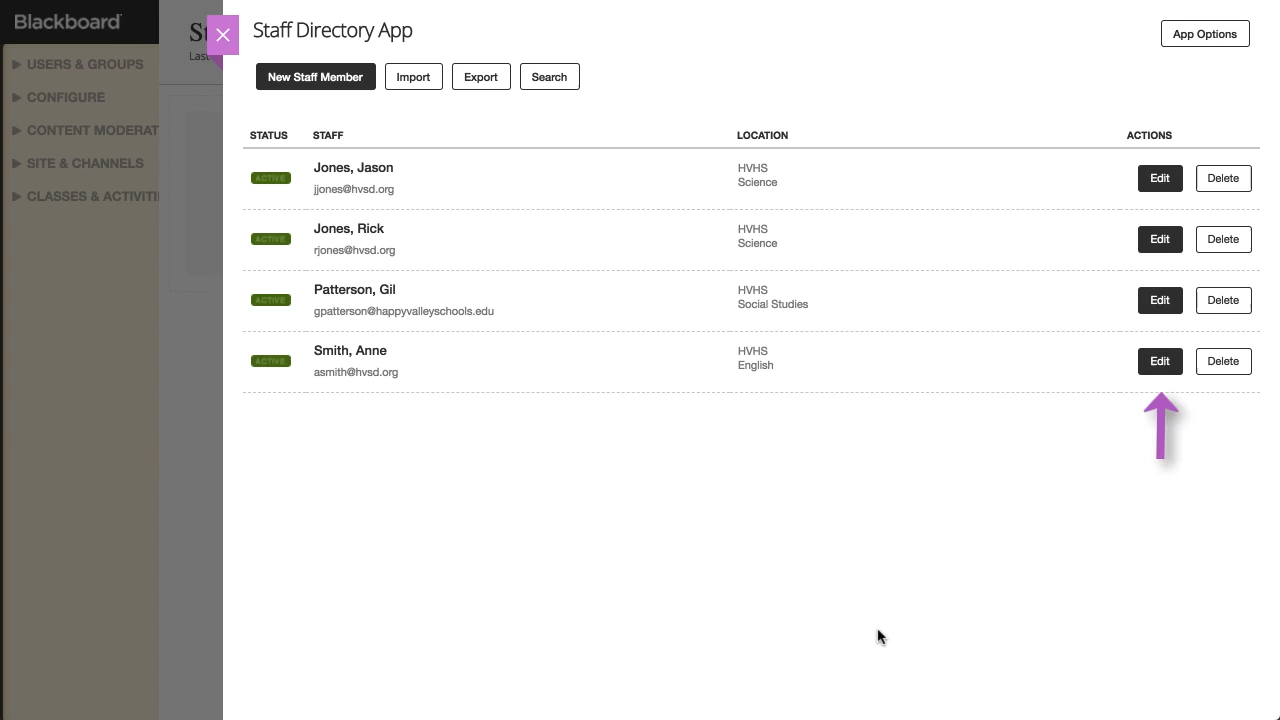 Blackboard
USERS & GROUPS
CONFIGURE
CONTENT MODERAT
SITE & CHANNELS
CLASSES & ACTIVITI
St
Las
Staff Directory App
App Options
New Staff Member
Import
Export
Search
STATUS STAFF LOCATION ACTIONS
ACTIVE
Jones, Jason
jjones@hvsd.org
HVHS
Science
Edit Delete
ACTIVE
Jones, Rick
rjones@hvsd.org
HVHS
Science
Edit Delete
ACTIVE
Patterson, Gil
gpatterson@happyvalleyschools.edu
HVHS
Social Studies
Edit Delete
ACTIVE
Smith, Anne
asmith@hvsd.org
HVHS
English
Edit Delete